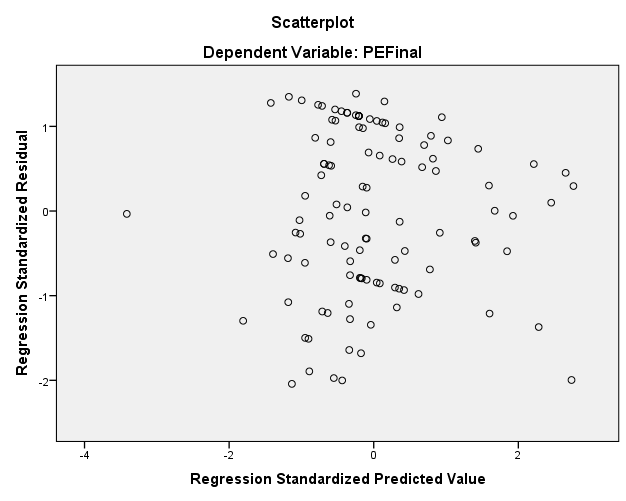 Scatterplot
Dependent Variable: PEFinal
Regression Standardized Residual
1
0
-1
-2
-4
-2
0
2
Regression Standardized Predicted Value